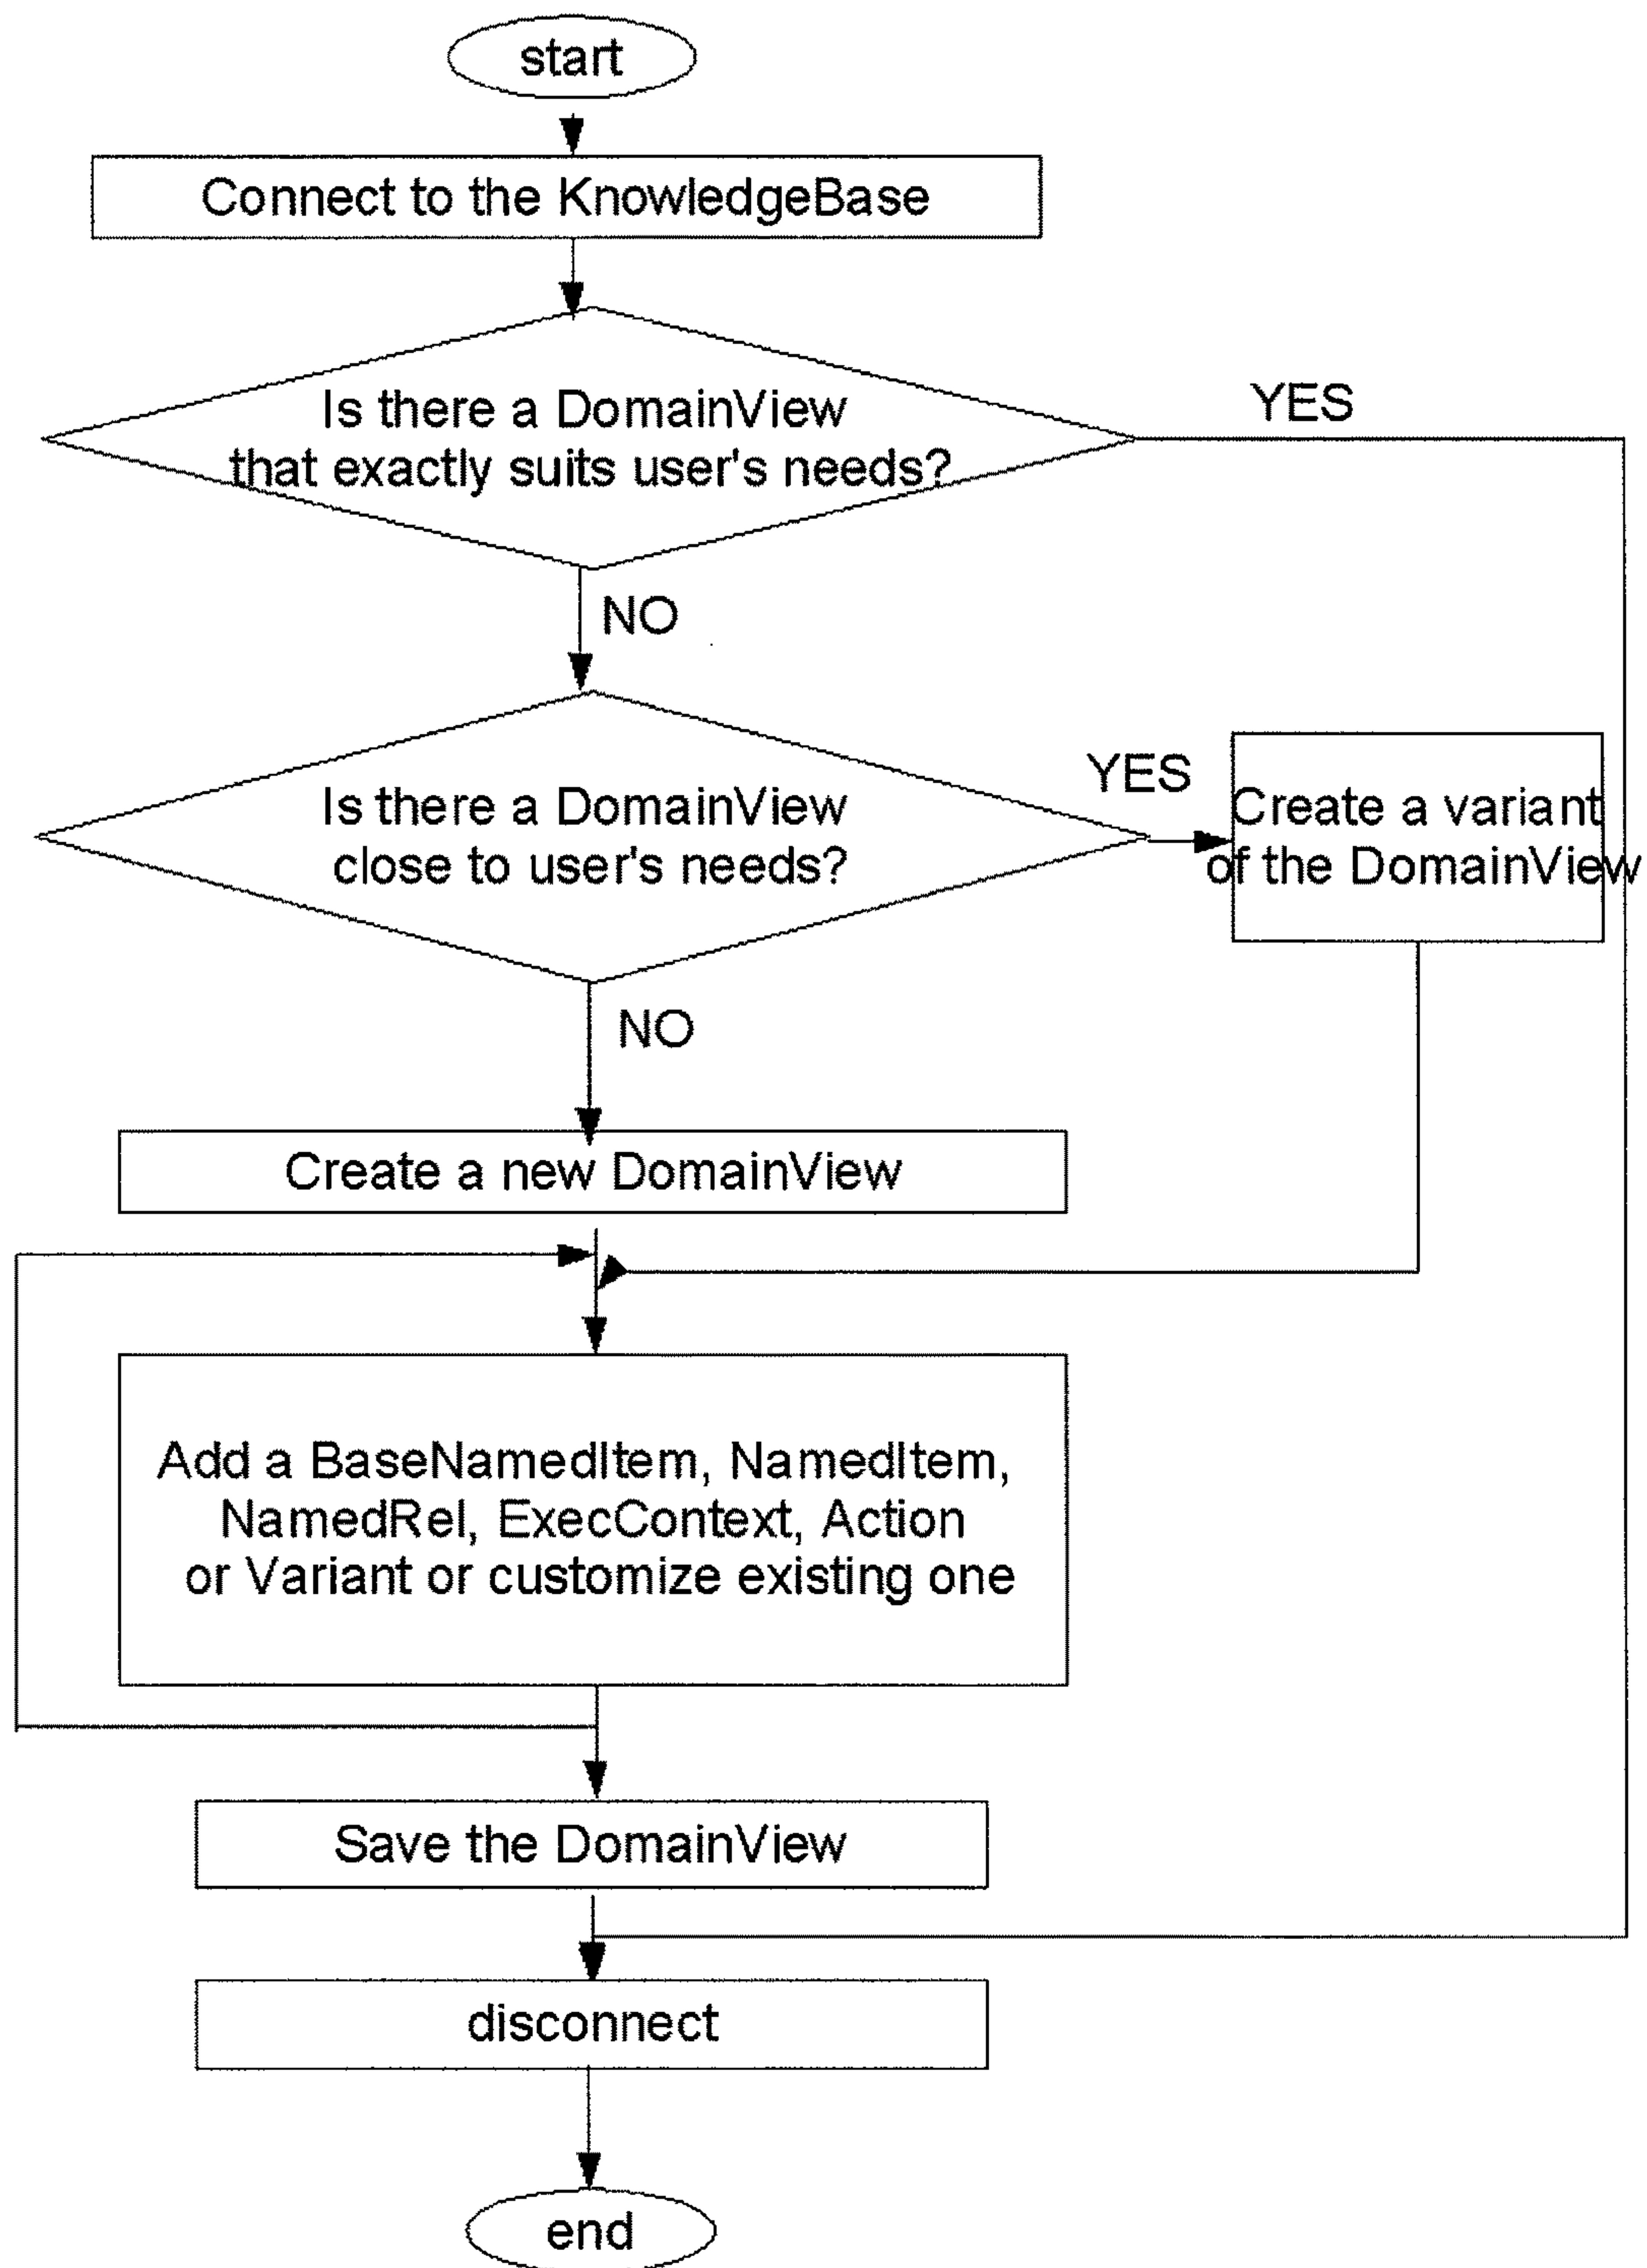 start
Connect to the KnowledgeBase
Is there a DomainView
that exactly suits user's needs?
YES
NO
Is there a DomainView
close to user's needs?
YES
Create a variant
of the DomainView
NO
Create a new DomainView
Add a BaseNamedItem, NamedItem,
NamedRel, ExecContext, Action
or Variant or customize existing one
Save the DomainView
disconnect
end